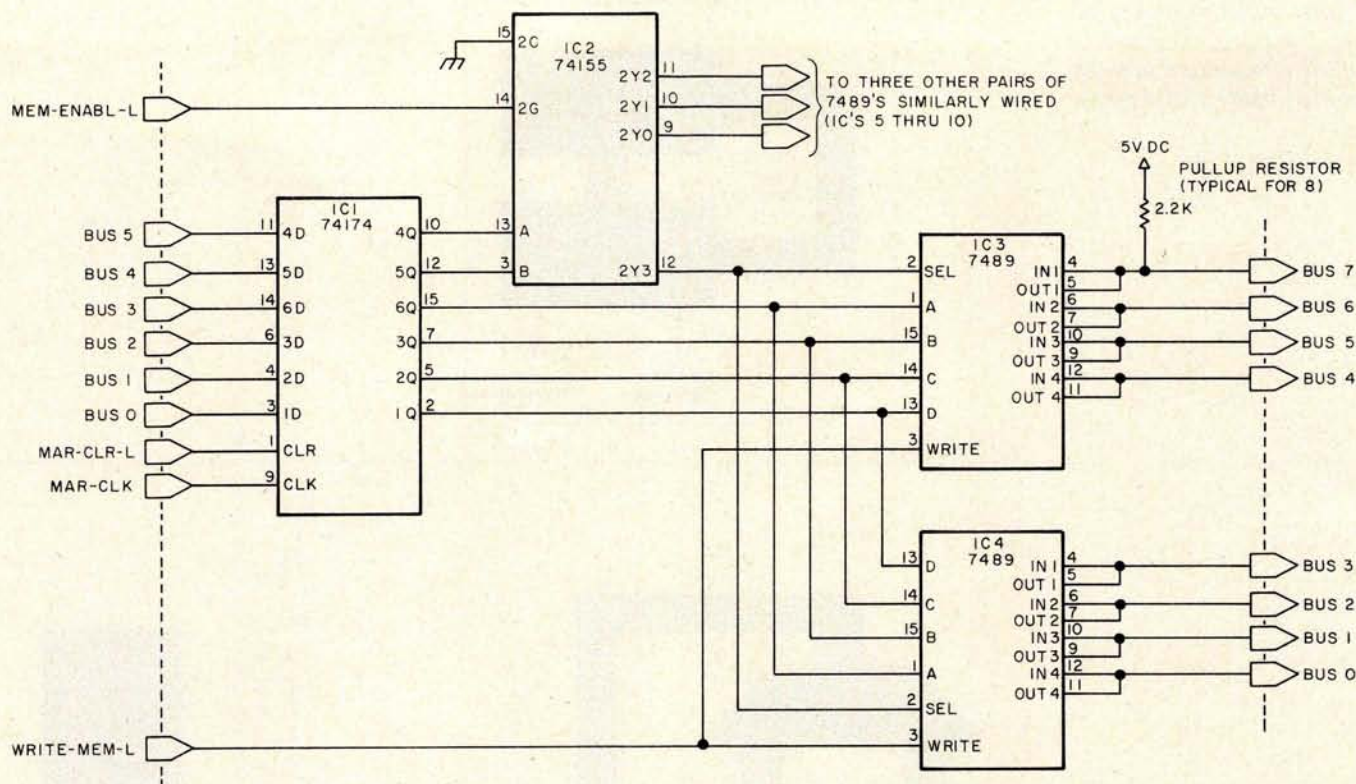 15
2C
IC2
74155
MEM-ENABL-L
14
2G
2Y2
11
2Y1
10
2Y0
9
TO THREE OTHER PAIRS OF
7489'S SIMILARLY WIRED
(IC'S 5 THRU 10)
13
A
3
B
2Y3
12
5V DC
PULLUP RESISTOR
(TYPICAL FOR 8)
2.2K
IC1
74174
BUS 5
11
4D
4Q
10
BUS 4
13
5D
5Q
12
BUS 3
14
6D
6Q
15
BUS 2
6
3D
3Q
7
BUS 1
4
2D
2Q
5
BUS 0
3
1D
1Q
2
MAR-CLR-L
1
CLR
MAR-CLK
9
CLK
IC3
7489
2
SEL
1
A
15
B
14
C
13
D
3
WRITE
IN1
4
OUT1
5
IN 2
6
OUT 2
7
IN 3
10
OUT 3
9
IN 4
12
OUT 4
11
BUS 7
BUS 6
BUS 5
BUS 4
IC4
7489
13
D
14
C
15
B
1
A
2
SEL
3
WRITE
IN 1
4
OUT 1
5
IN 2
6
OUT2
7
IN3
10
OUT3
9
IN 4
12
OUT 4
11
BUS 3
BUS 2
BUS 1
BUS 0
WRITE-MEM-L